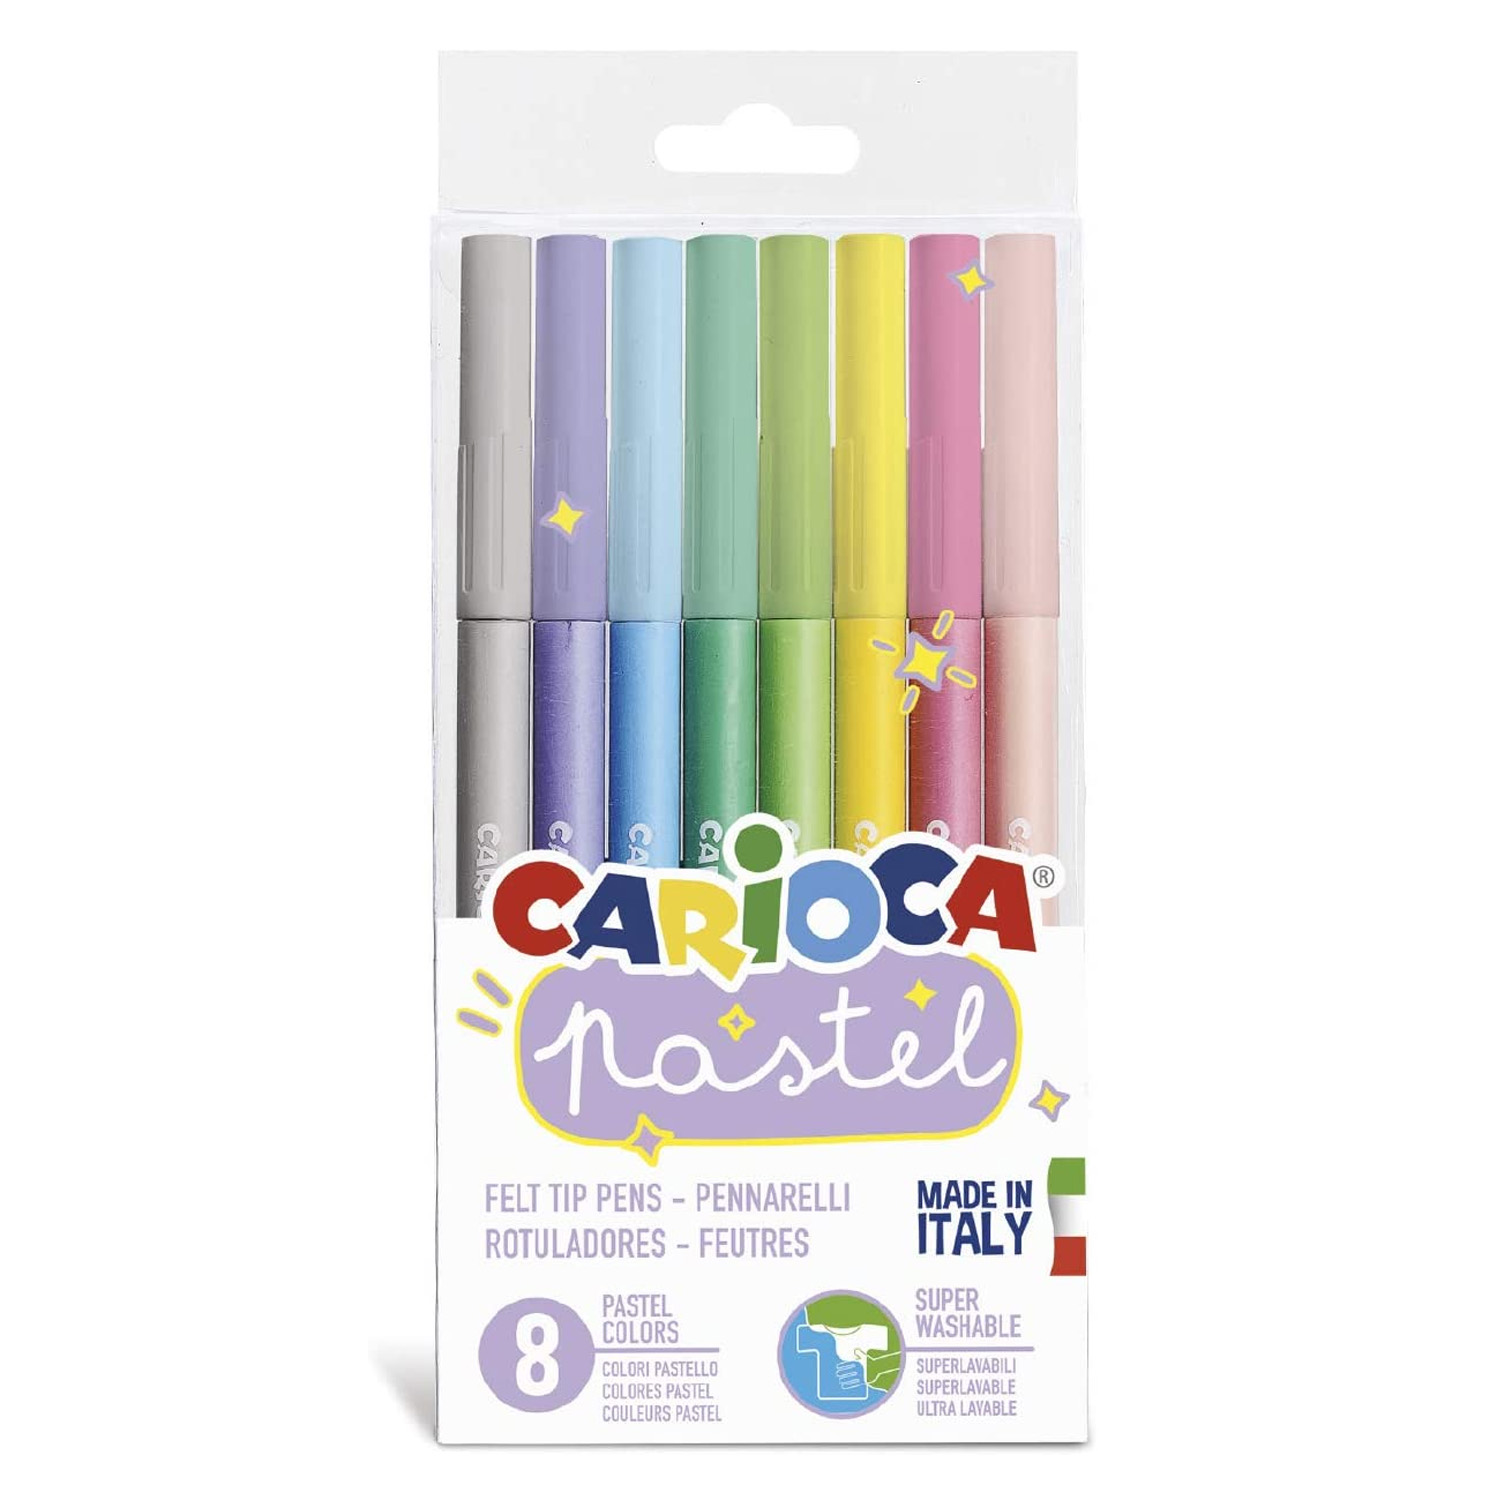 CARIOCA®
pastel
FELT TIP PENS - PENNARELLI
ROTULADORES - FEUTRES
MADE IN
ITALY
8
PASTEL
COLORS
COLORI PASTELLO
COLORES PASTEL
COULEURS PASTEL
SUPER
WASHABLE
SUPERLAVABILI
SUPERLAVABLE
ULTRA LAVABLE